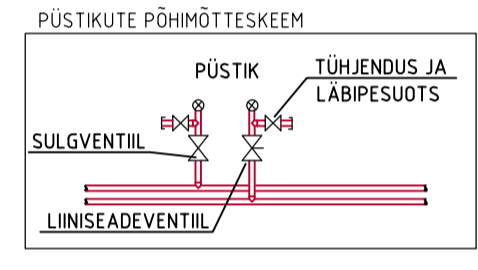 PÜSTIKUTE PÕHIMÕTTESKEEM
PÜSTIK
TÜHJENDUS JA
LÄBIPESUOTS
SULGVENTIIL
LIINISEADEVENTIIL